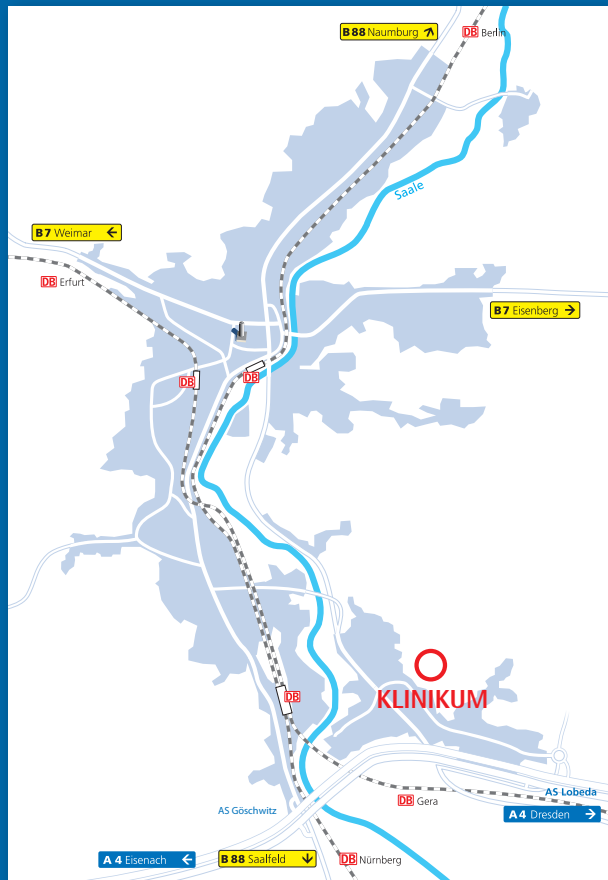 B 88 Naumburg
DB Berlin
Saale
B 7 Weimar
DB Erfurt
B 7 Eisenberg
DB
DB
KLINIKUM
DB
AS Lobeda
DB Gera
AS Göschwitz
A 4 Dresden
A 4 Eisenach
B 88 Saalfeld
DB Nürnberg